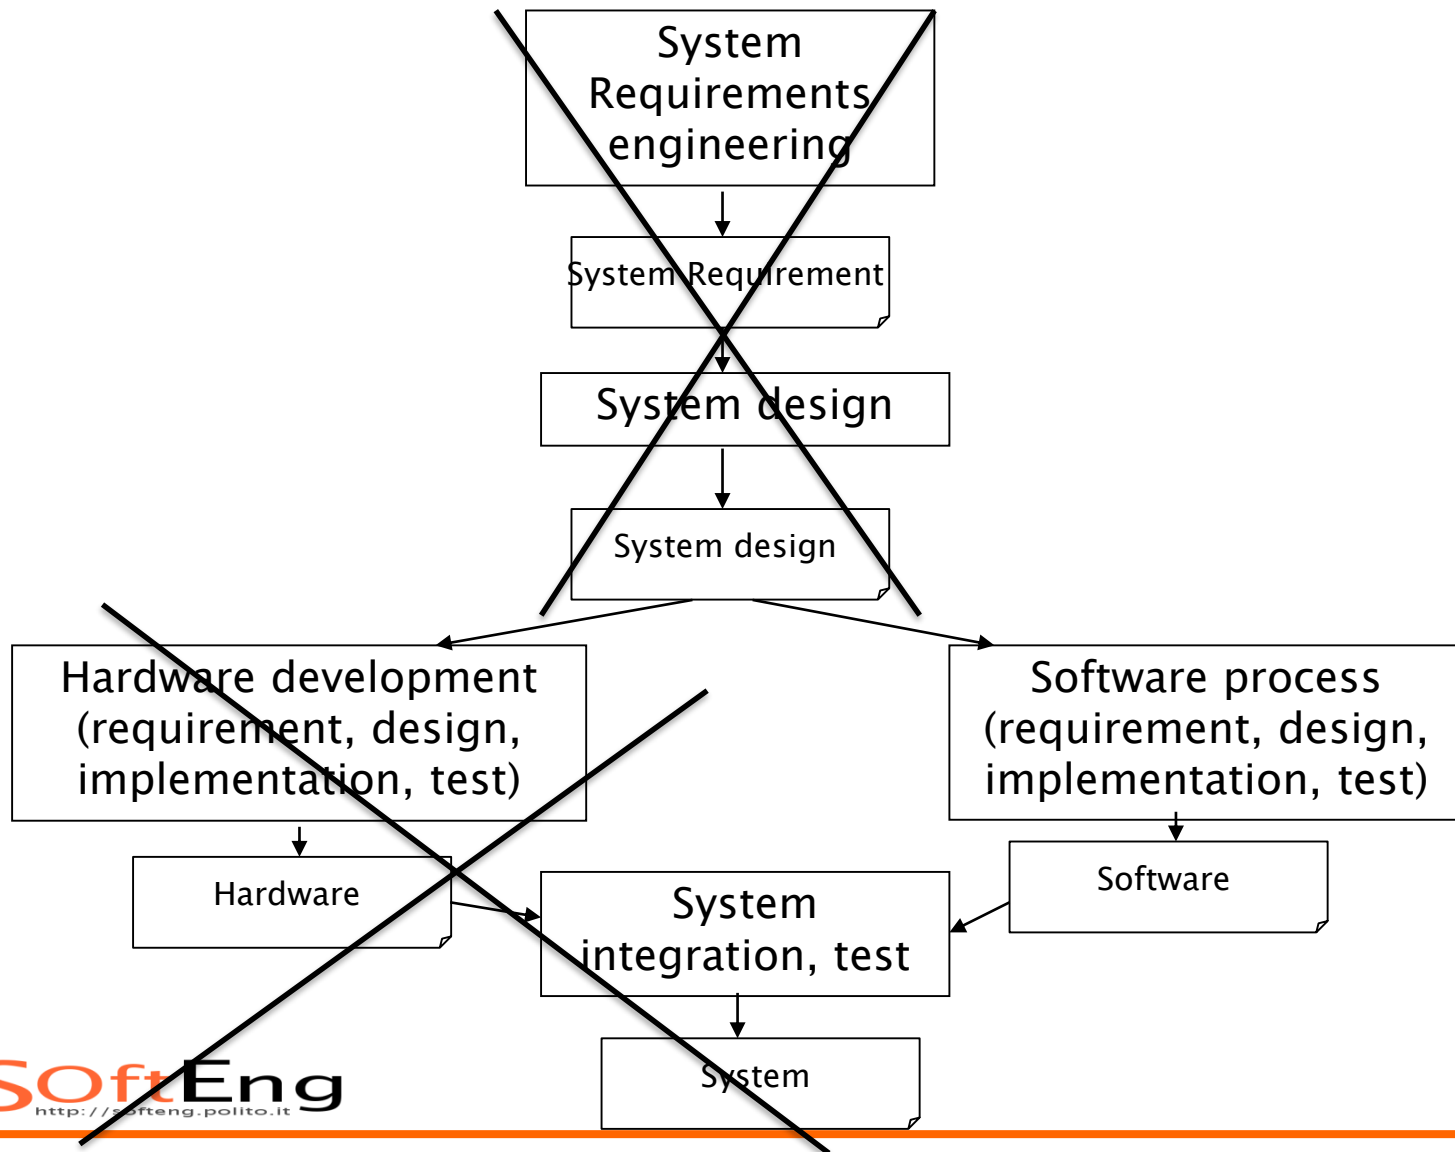 System
Requirements
engineering
System Requirement
System design
System design
Hardware development
(requirement, design,
implementation, test)
Software process
(requirement, design,
implementation, test)
Hardware
System
integration, test
Software
System
SOftEng
http://softeng.polito.it